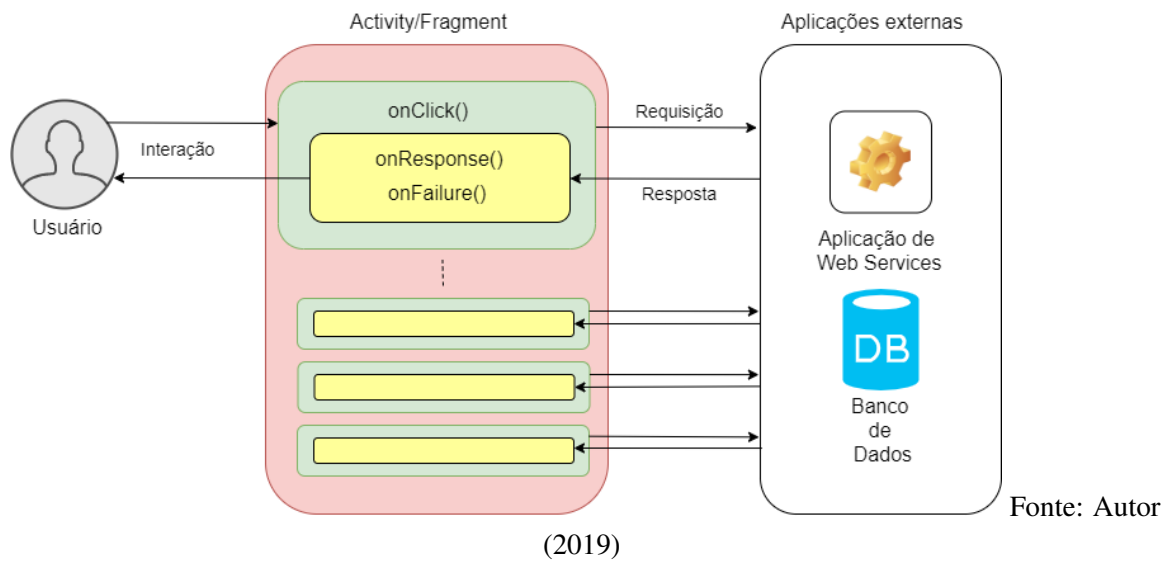 Activity/Fragment
Aplicações externas
onClick()
Requisição
Interação
onResponse()
onFailure()
Resposta
Usuário
Aplicação de
Web Services
DB
Banco
de
Dados
Fonte: Autor
(2019)